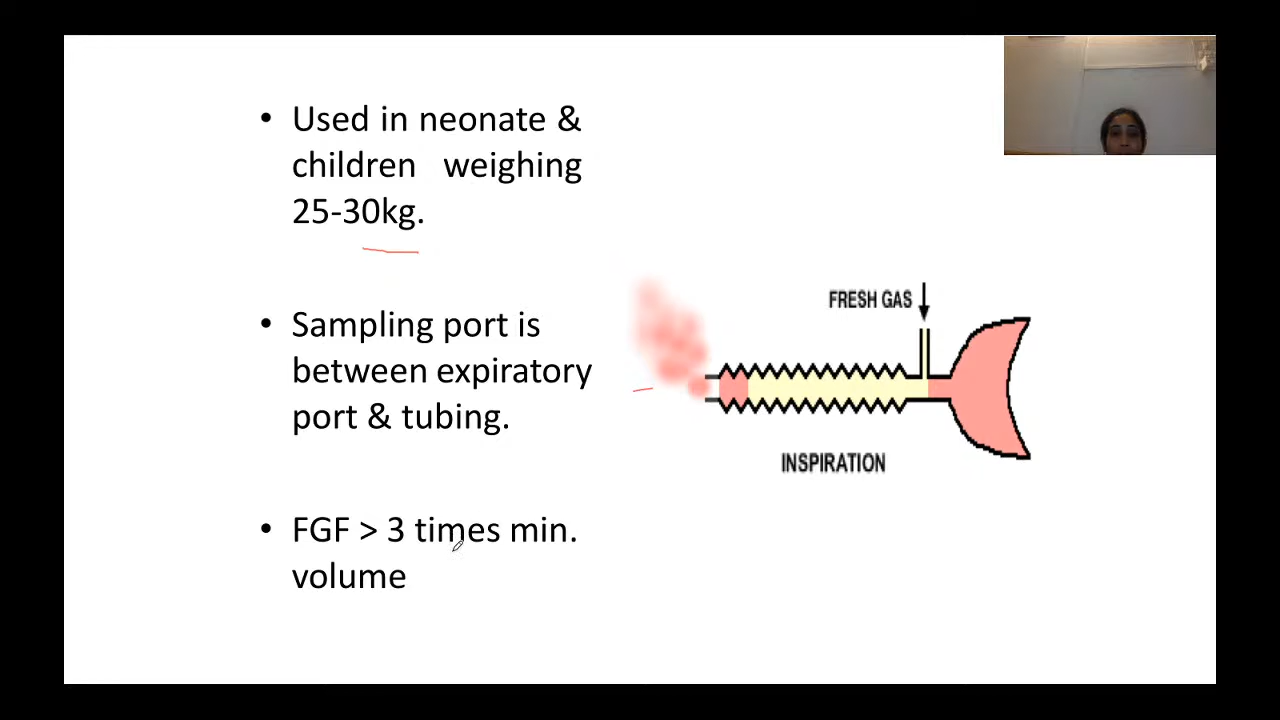 • Used in neonate &
children weighing
25-30kg.
• Sampling port is
between expiratory
port & tubing.
• FGF > 3 times min.
volume
FRESH GAS
INSPIRATION